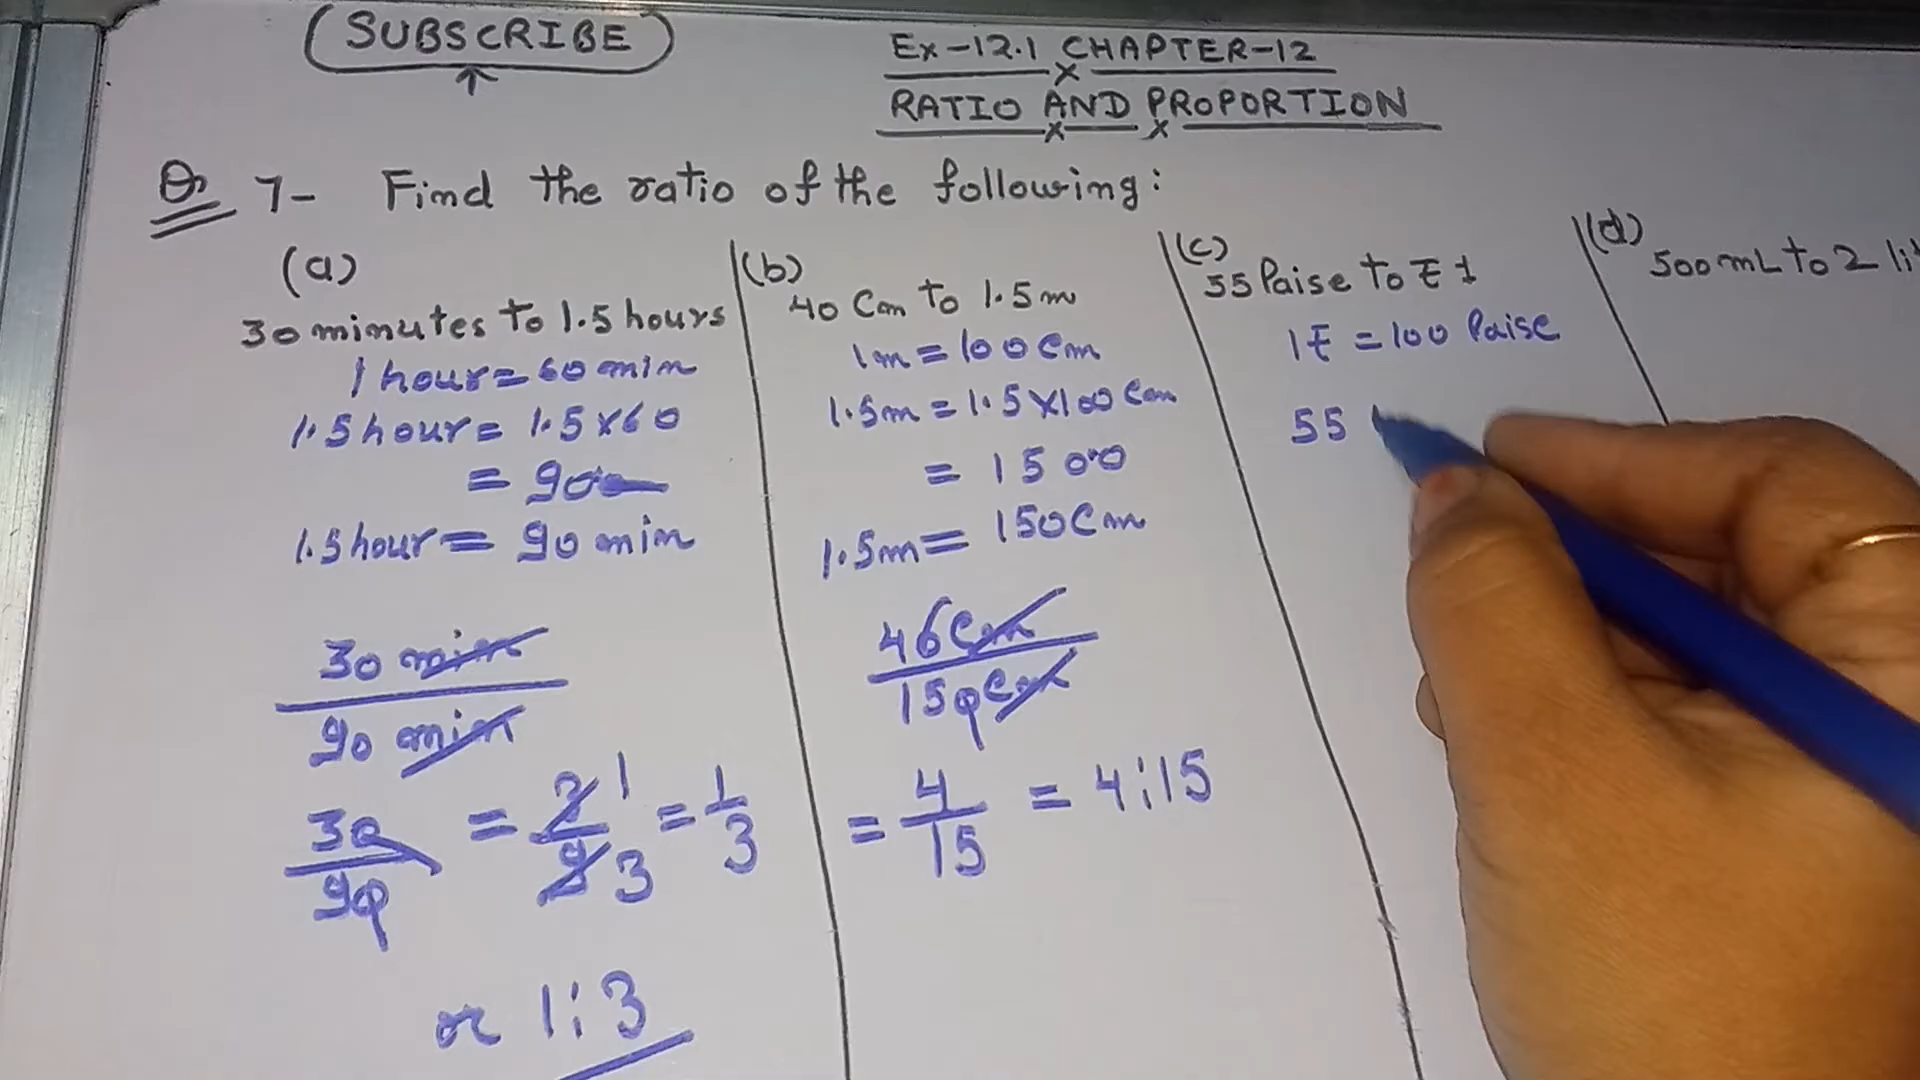 SUBSCRIBE
Ex-12.1 CHAPTER-12
RATIO AND PROPORTION
Q 7- Find the ratio of the following:
(a)
30 minutes to 1.5 hours
1 hour = 60 min
1.5 hour = 1.5 x 60
= 900
1.5 hour = 90 min
30 min
90 min
30 = 3 1 = 1
90 9 3 3
or 1:3
(b)
40 Cm to 1.5 m
1m = 100 Cm
1.5m = 1.5 x 100 Cm
= 1500
1.5m = 150 Cm
40 Cm
150 Cm
= 4 = 4:15
15
(c)
55 Paise to ₹ 1
1₹ = 100 Paise
55
(d)
500 mL to 2